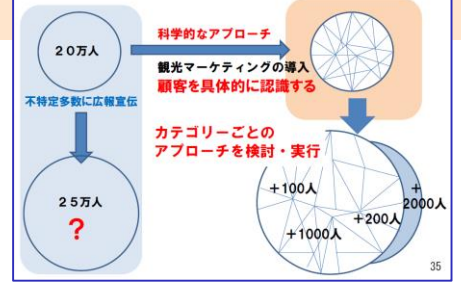 20万人
不特定多数に広報宣伝
25万人
?
科学的なアプローチ
観光マーケティングの導入
顧客を具体的に認識する
カテゴリーごとの
アプローチを検討・実行
+100人
+1000人
+200人
+
2000人
35